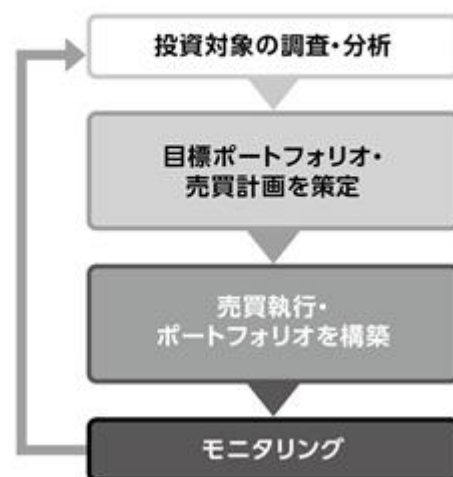 投資対象の調査・分析
目標ポートフォリオ・
売買計画を策定
売買執行・
ポートフォリオを構築
モニタリング